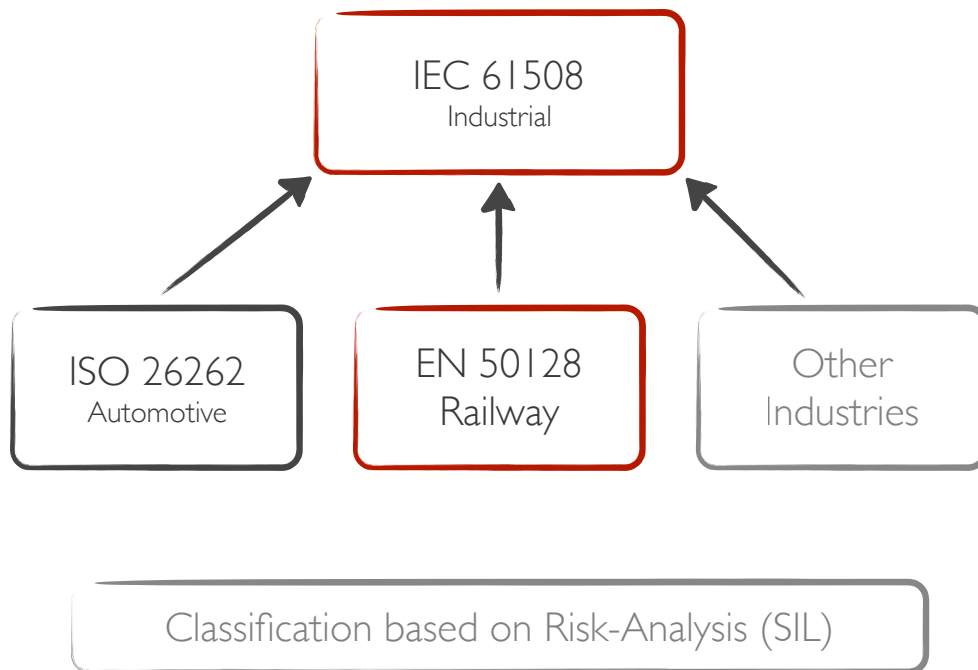 IEC 61508
Industrial
ISO 26262
Automotive
EN 50128
Railway
Other
Industries
Classification based on Risk-Analysis (SIL)